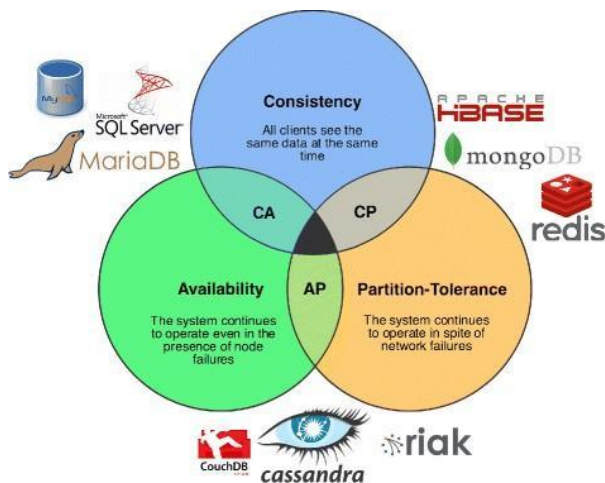 MySQL
Microsoft
SQL Server
MariaDB
Consistency
All clients see the
same data at the same
time
APACHE
HBASE
mongoDB
redis
CA
CP
AP
Availability
The system continues
to operate even in the
presence of node
failures
Partition-Tolerance
The system continues
to operate in spite of
network failures
CouchDB
cassandra
riak